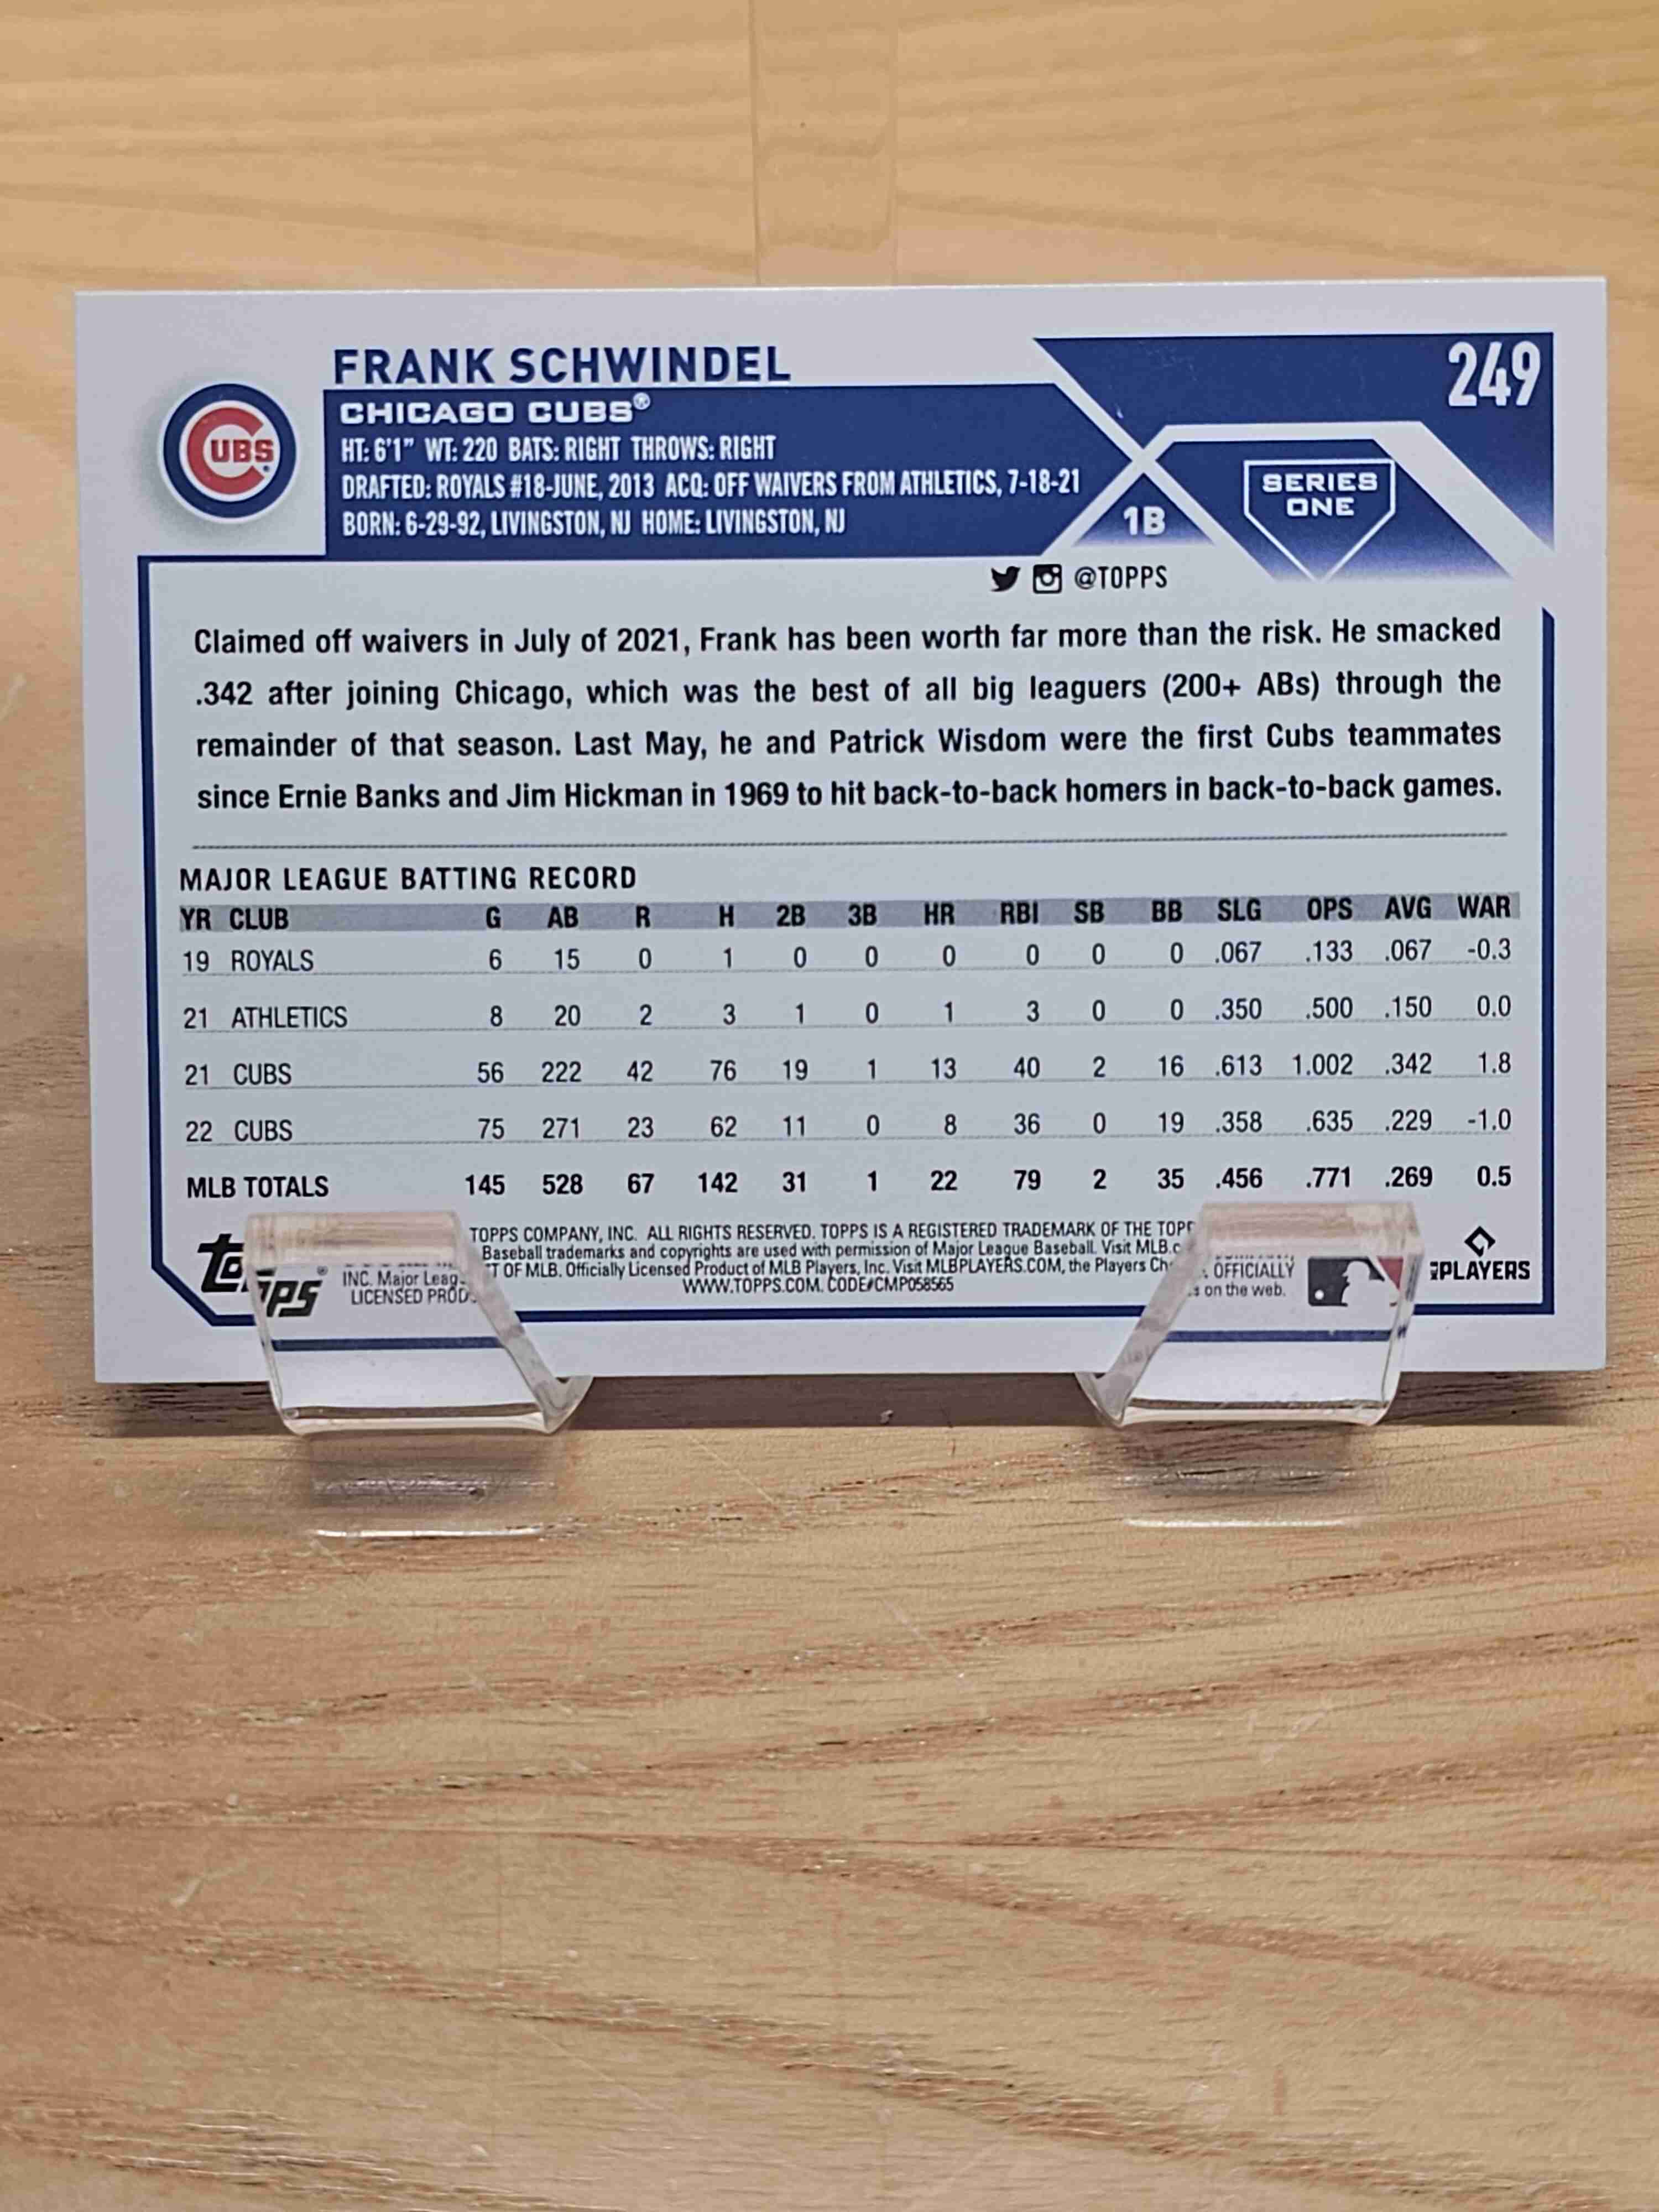 FRANK SCHWINDEL
249
CUBS
CHICAGO CUBS®
HT: 6'1" WT: 220 BATS: RIGHT THROWS: RIGHT
DRAFTED: ROYALS #18-JUNE, 2013 ACQ: OFF WAIVERS FROM ATHLETICS, 7-18-21
BORN: 6-29-92, LIVINGSTON, NJ HOME: LIVINGSTON, NJ
1B
SERIES
ONE
@TOPPS
Claimed off waivers in July of 2021, Frank has been worth far more than the risk. He smacked
.342 after joining Chicago, which was the best of all big leaguers (200+ ABs) through the
remainder of that season. Last May, he and Patrick Wisdom were the first Cubs teammates
since Ernie Banks and Jim Hickman in 1969 to hit back-to-back homers in back-to-back games.
MAJOR LEAGUE BATTING RECORD
YR CLUB G AB R H 2B 3B HR RBI SB BB SLG OPS AVG WAR
19 ROYALS 6 15 0 1 0 0 0 0 0 0 .067 .133 .067 -0.3
21 ATHLETICS 8 20 2 3 1 0 1 3 0 0 .350 .500 .150 0.0
21 CUBS 56 222 42 76 19 1 13 40 2 16 .613 1.002 .342 1.8
22 CUBS 75 271 23 62 11 0 8 36 0 19 .358 .635 .229 -1.0
MLB TOTALS 145 528 67 142 31 1 22 79 2 35 .456 .771 .269 0.5
topps®
TOPPS COMPANY, INC. ALL RIGHTS RESERVED. TOPPS IS A REGISTERED TRADEMARK OF THE
INC. Major Baseball trademarks and copyrights are used with permission of Major League Baseball. Visit
LICENSED OF MLB. Officially Licensed Product of MLB Players, Inc. Visit MLBPLAYERS.COM, the Players OFFICIALLY
on the web.
WWW.TOPPS.COM. CODE#CMP058565
PLAYERS